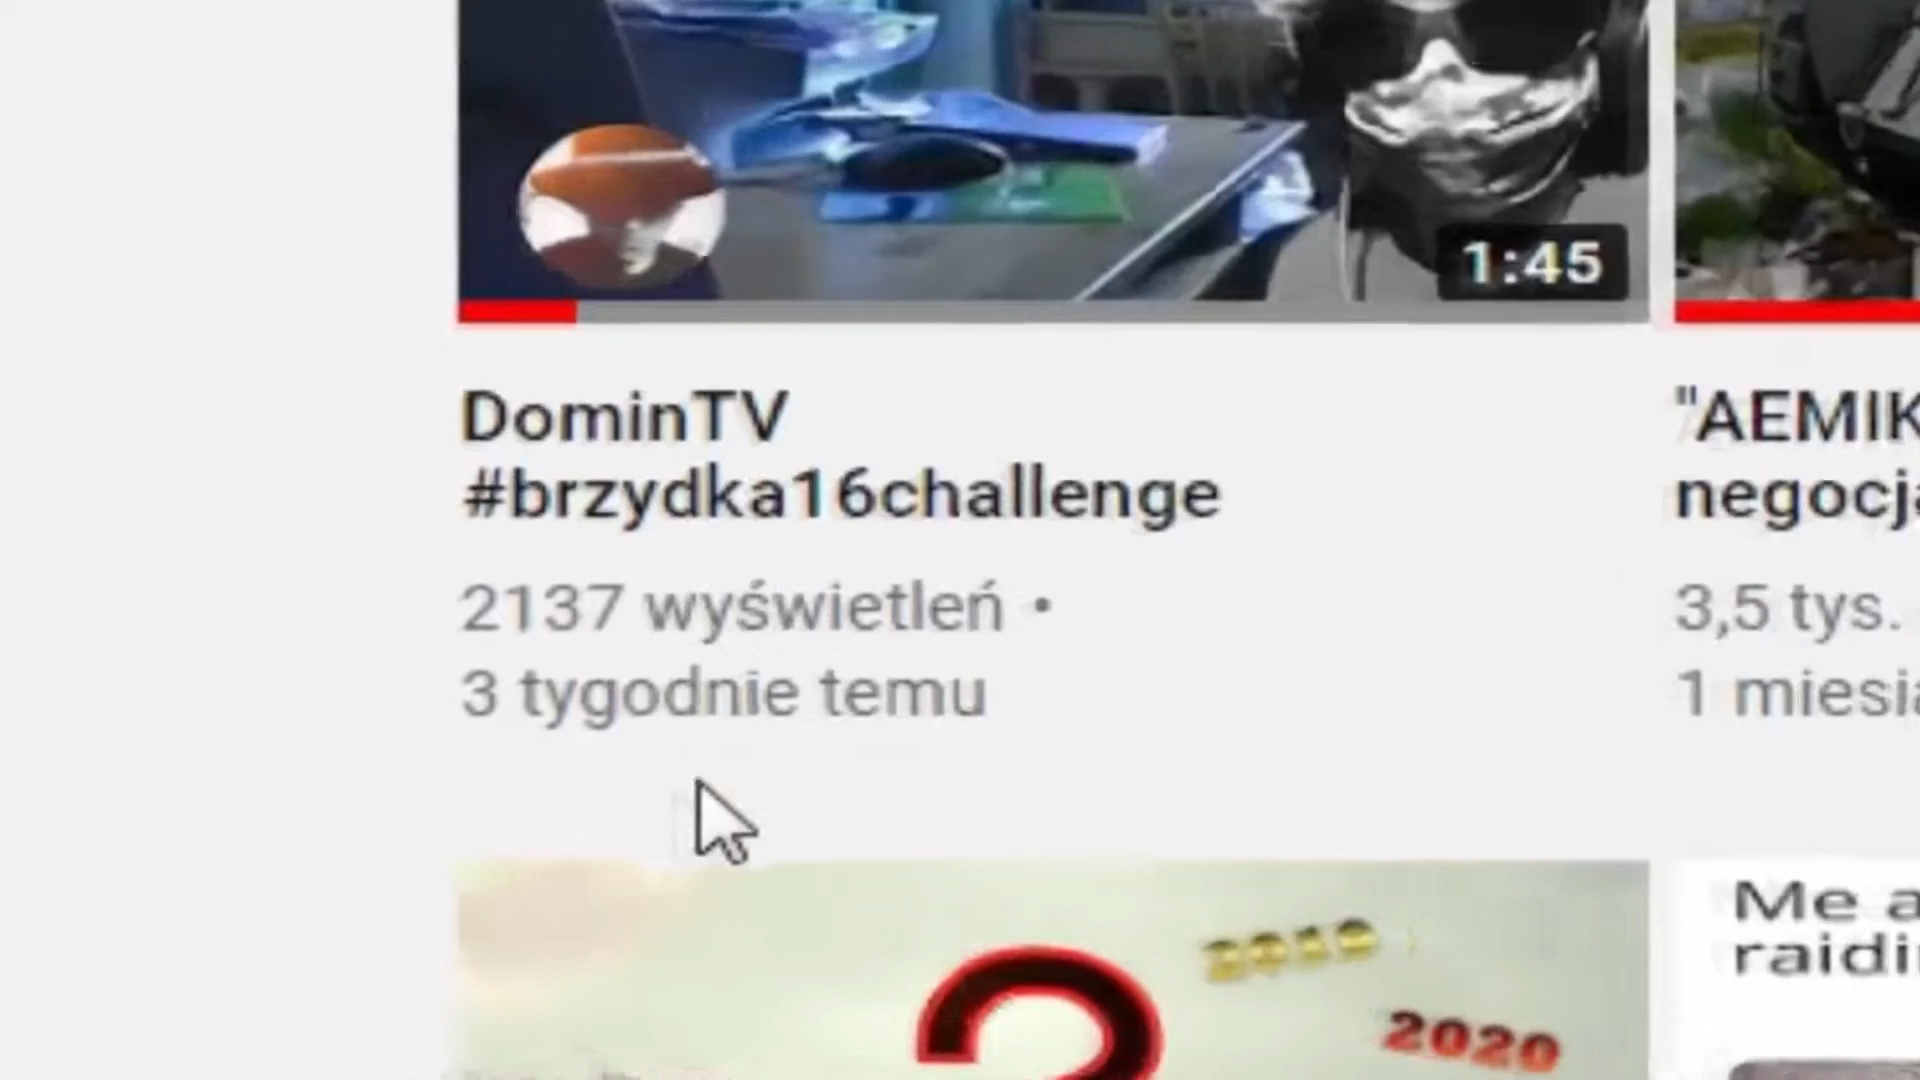 1:45
DominTV
#brzydka16challenge
2137 wyświetleń •
3 tygodnie temu
"AEMIK
negocj
3,5 tys.
1 miesi
2019
2020
?
Me a
raidi